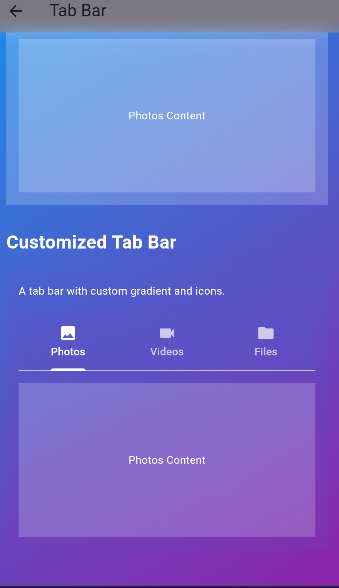 Tab Bar
Photos Content
Customized Tab Bar
A tab bar with custom gradient and icons.
Photos Videos Files
Photos Content